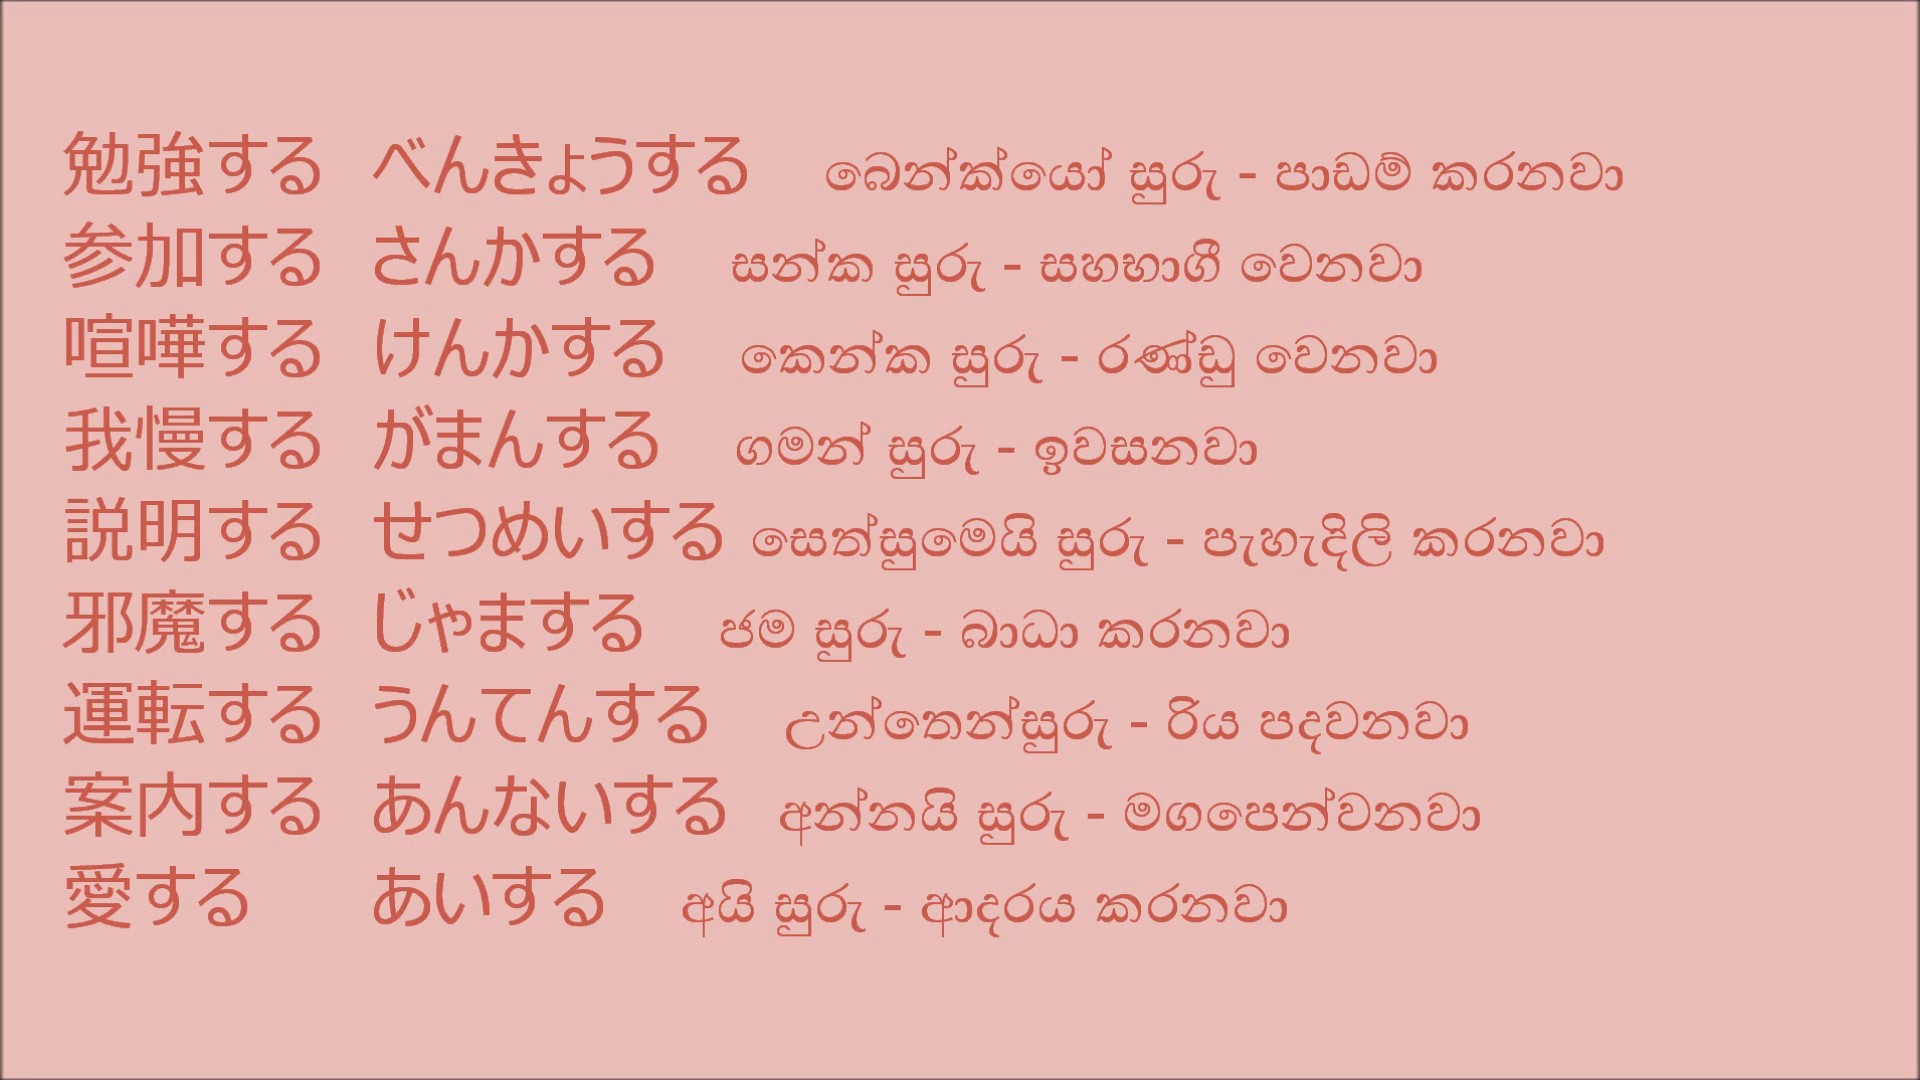 勉強する べんきょうする බෙන්ක්යෝ සුරු - පාඩම් කරනවා
参加する さんかする සන්ක සුරු - සහභාගී වෙනවා
喧嘩する けんかする කෙන්ක සුරු - රණ්ඩු වෙනවා
我慢する がまんする ගමන් සුරු - ඉවසනවා
説明する せつめいする සෙත්සුමෙයි සුරු - පැහැදිලි කරනවා
邪魔する じゃまする ජම සුරු - බාධා කරනවා
運転する うんてんする උන්තෙන්සුරු - රිය පදවනවා
案内する あんないする අන්නයි සුරු - මගපෙන්වනවා
愛する あいする අයි සුරු - ආදරය කරනවා